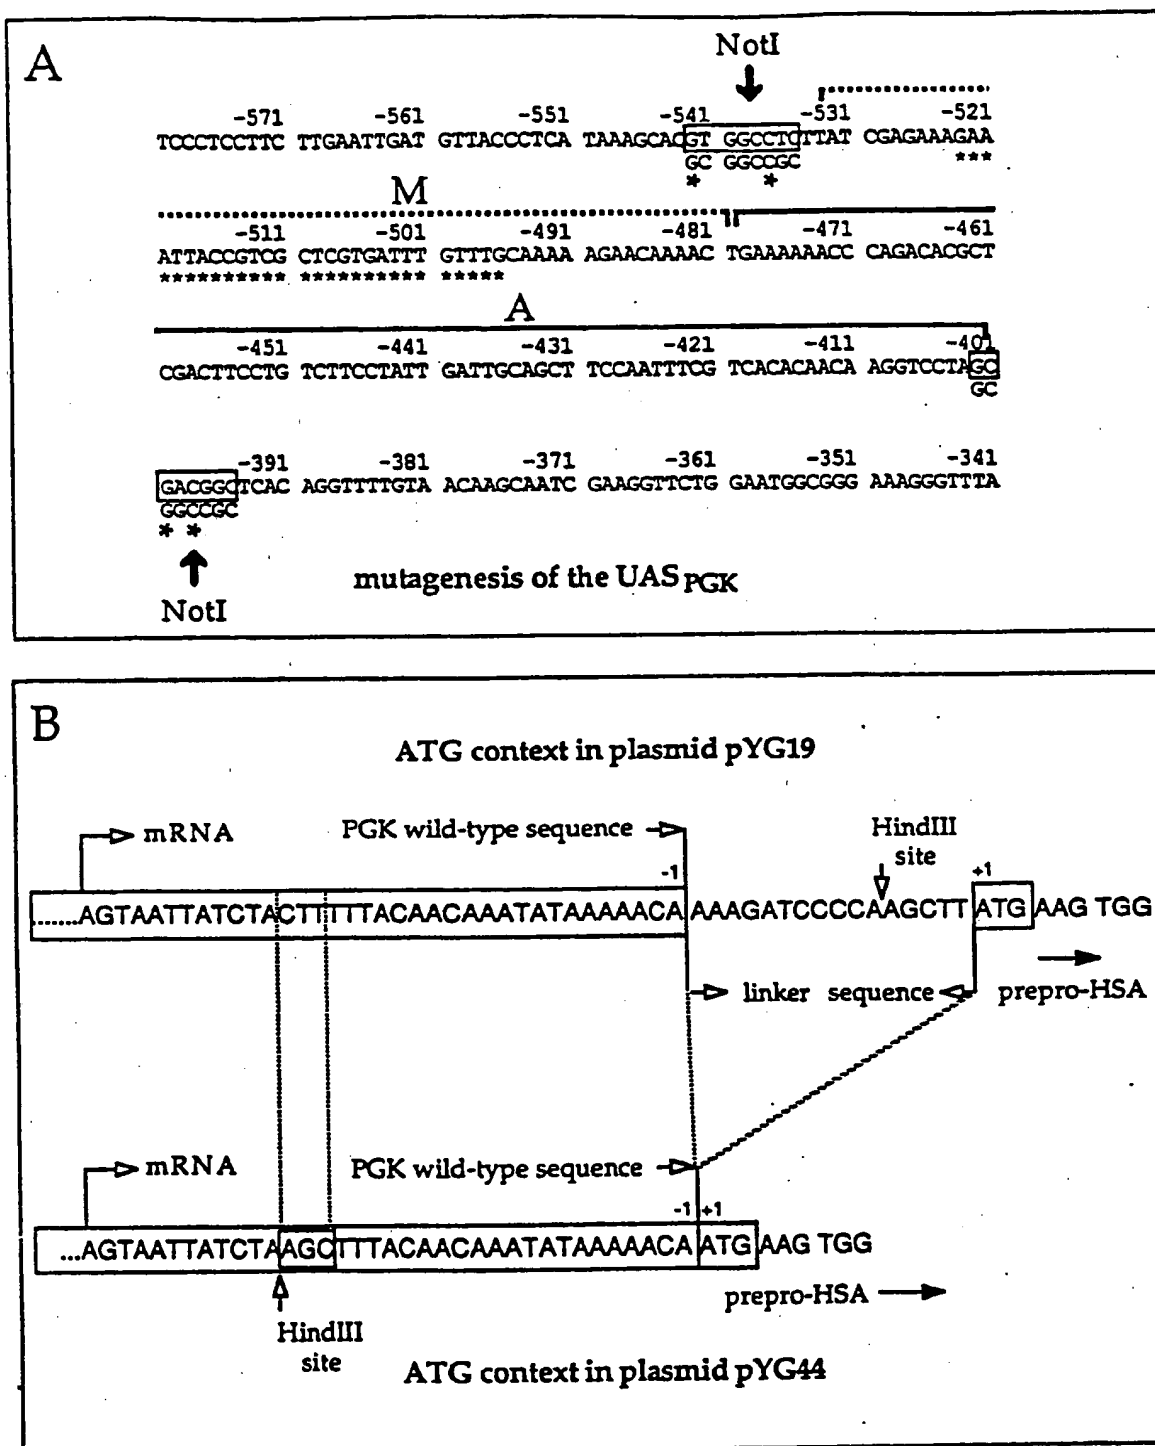 A
NotI
-571 -561 -551 -541 -531 -521
TCCCTCCTTC TTGAATTGAT GTTACCCTCA TAAAGCACGT GGCCTCTTAT CGAGAAAGAA
GC GGCCGC
* * ***
M
-511 -501 -491 -481 -471 -461
ATTACCGTCG CTCGTGATTT GTTTGCAAAA AGAACAAAAC TGAAAAAACC CAGACACGCT
********** ********** *****
A
-451 -441 -431 -421 -411 -401
CGACTTCCTG TCTTCCTATT GATTGCAGCT TCCAATTTCG TCACACAACA AGGTCCTAGC
GC
-391 -381 -371 -361 -351 -341
GACGGCTCAC AGGTTTTGTA ACAAGCAATC GAAGGTTCTG GAATGGCGGG AAAGGGTTTA
GGCCGC
* *
NotI
mutagenesis of the UAS PGK
B
ATG context in plasmid pYG19
mRNA PGK wild-type sequence HindIII site
-1 +1
.......AGTAATTATCTACTTTTTACAACAAATATAAAAACA AAAGATCCCCAAGCTT ATG AAG TGG
linker sequence prepro-HSA
mRNA PGK wild-type sequence
-1 +1
...AGTAATTATCTAAGCTTTACAACAAATATAAAAACA ATG AAG TGG
prepro-HSA
HindIII site
ATG context in plasmid pYG44